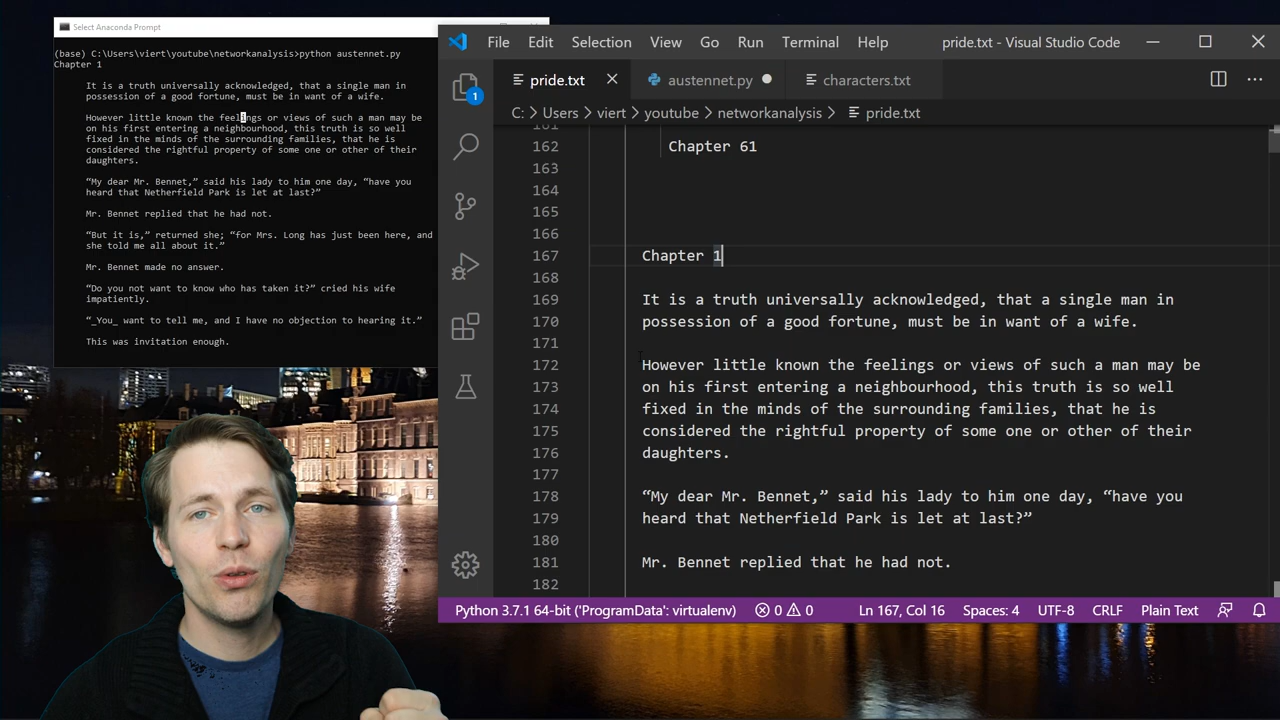 Select Anaconda Prompt
(base) C:\Users\viert\youtube\networkanalysis>python austennet.py
Chapter 1
It is a truth universally acknowledged, that a single man in
possession of a good fortune, must be in want of a wife.
However little known the feelings or views of such a man may be
on his first entering a neighbourhood, this truth is so well
fixed in the minds of the surrounding families, that he is
considered the rightful property of some one or other of their
daughters.
“My dear Mr. Bennet,” said his lady to him one day, “have you
heard that Netherfield Park is let at last?”
Mr. Bennet replied that he had not.
“But it is,” returned she; “for Mrs. Long has just been here, and
she told me all about it.”
Mr. Bennet made no answer.
“Do you not want to know who has taken it?” cried his wife
impatiently.
“_You_ want to tell me, and I have no objection to hearing it.”
This was invitation enough.
File Edit Selection View Go Run Terminal Help pride.txt - Visual Studio Code
pride.txt austennet.py characters.txt
C: > Users > viert > youtube > networkanalysis > pride.txt
1
161
162 Chapter 61
163
164
165
166
167 Chapter 1
168
169 It is a truth universally acknowledged, that a single man in
170 possession of a good fortune, must be in want of a wife.
171
172 However little known the feelings or views of such a man may be
173 on his first entering a neighbourhood, this truth is so well
174 fixed in the minds of the surrounding families, that he is
175 considered the rightful property of some one or other of their
176 daughters.
177
178 “My dear Mr. Bennet,” said his lady to him one day, “have you
179 heard that Netherfield Park is let at last?”
180
181 Mr. Bennet replied that he had not.
182
Python 3.7.1 64-bit ('ProgramData': virtualenv) 0 0 Ln 167, Col 16 Spaces: 4 UTF-8 CRLF Plain Text